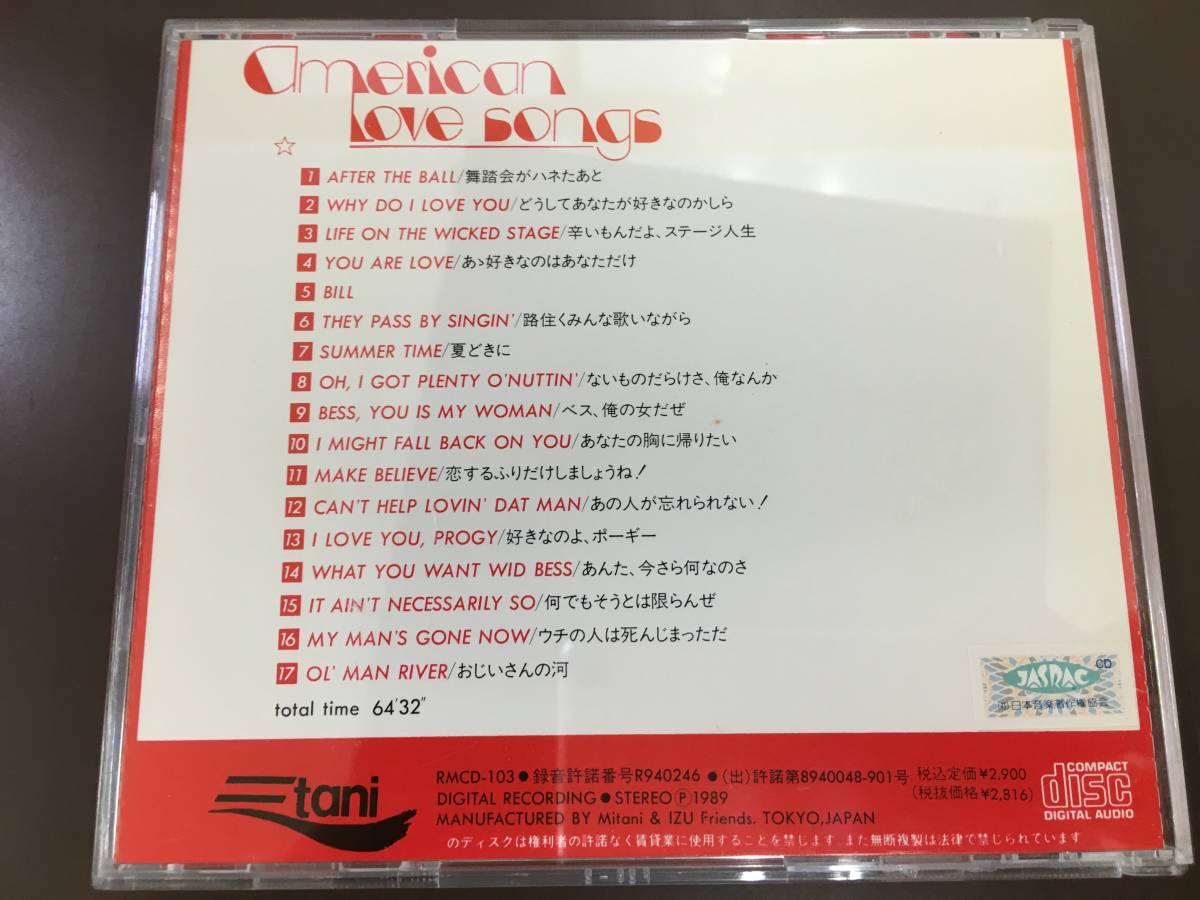 american
love songs
☆
1 AFTER THE BALL/舞踏会がハネたあと
2 WHY DO I LOVE YOU/どうしてあなたが好きなのかしら
3 LIFE ON THE WICKED STAGE/辛いもんだよ、ステージ人生
4 YOU ARE LOVE/あゝ好きなのはあなただけ
5 BILL
6 THEY PASS BY SINGIN'/路住くみんな歌いながら
7 SUMMER TIME/夏どきに
8 OH, I GOT PLENTY O'NUTTIN'/ないものだらけさ、俺なんか
9 BESS, YOU IS MY WOMAN/ベス、俺の女だぜ
10 I MIGHT FALL BACK ON YOU/あなたの胸に帰りたい
11 MAKE BELIEVE/恋するふりだけしましょうね!
12 CAN'T HELP LOVIN' DAT MAN/あの人が忘れられない!
13 I LOVE YOU, PROGY/好きなのよ、ポーギー
14 WHAT YOU WANT WID BESS/あんた、今さら何なのさ
15 IT AIN'T NECESSARILY SO/何でもそうとは限らんぜ
16 MY MAN'S GONE NOW/ウチの人は死んじまっただ
17 OL' MAN RIVER/おじいさんの河
total time 64'32"
CD
JASRAC
日本音楽著作権協会
tani
RMCD-103●録音許諾番号R940246●(出)許諾第8940048-901号 税込定価¥2,900
DIGITAL RECORDING●STEREOⓅ1989 (税抜価格¥2,816)
MANUFACTURED BY Mitani & IZU Friends. TOKYO,JAPAN
COMPACT
disc
DIGITAL AUDIO
のディスクは権利者の許諾なく賃貸業に使用することを禁じます。また無断複製は法律で禁じられています